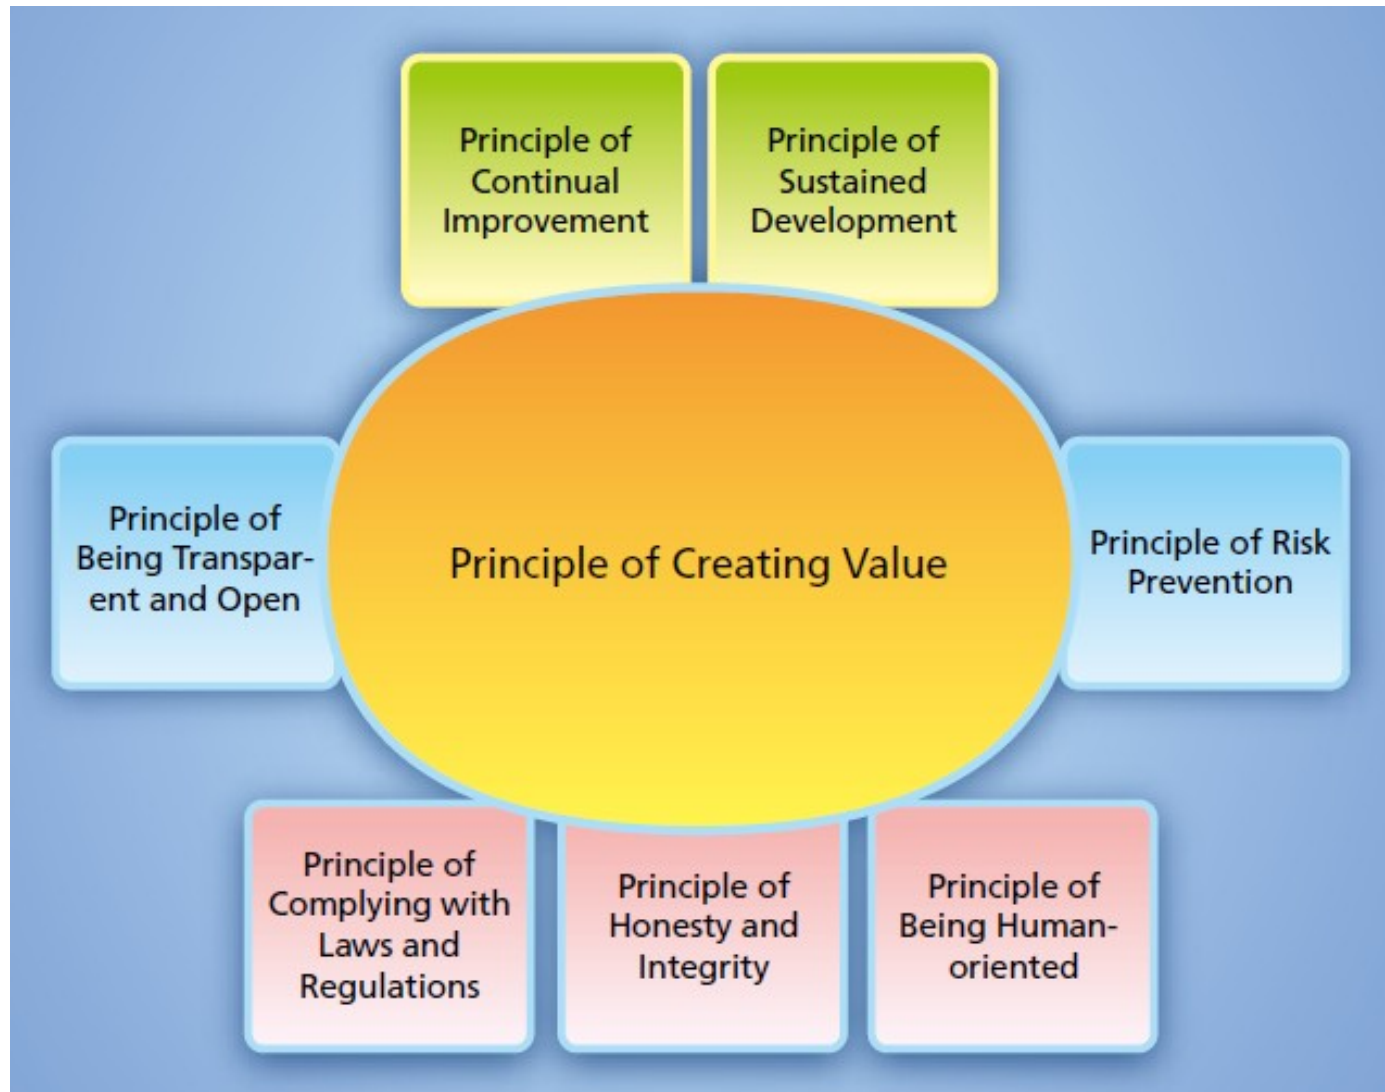 Principle of
Continual
Improvement
Principle of
Sustained
Development
Principle of
Being Transpar-
ent and Open
Principle of Creating Value
Principle of Risk
Prevention
Principle of
Complying with
Laws and
Regulations
Principle of
Honesty and
Integrity
Principle of
Being Human-
oriented